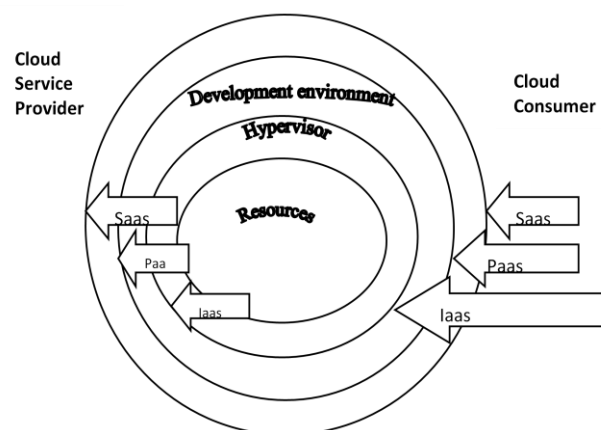 Cloud
Service
Provider
Cloud
Consumer
Development environment
Hypervisor
Resources
Saas
Paa
Iaas
Saas
Paas
Iaas